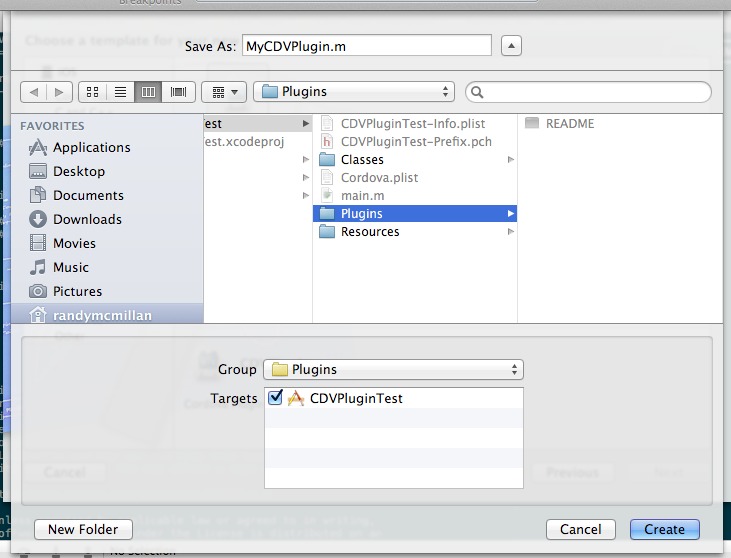 Breakpoints
Choose a template for your new
Save As: MyCDVPlugin.m
Plugins
FAVORITES
Applications
Desktop
Documents
Downloads
Movies
Music
Pictures
randymcmillan
est
est.xcodeproj
CDVPluginTest-Info.plist
CDVPluginTest-Prefix.pch
Classes
Cordova.plist
main.m
Plugins
Resources
README
Group Plugins
Targets CDVPluginTest
Cancel Previous
New Folder Cancel Create
No Selection